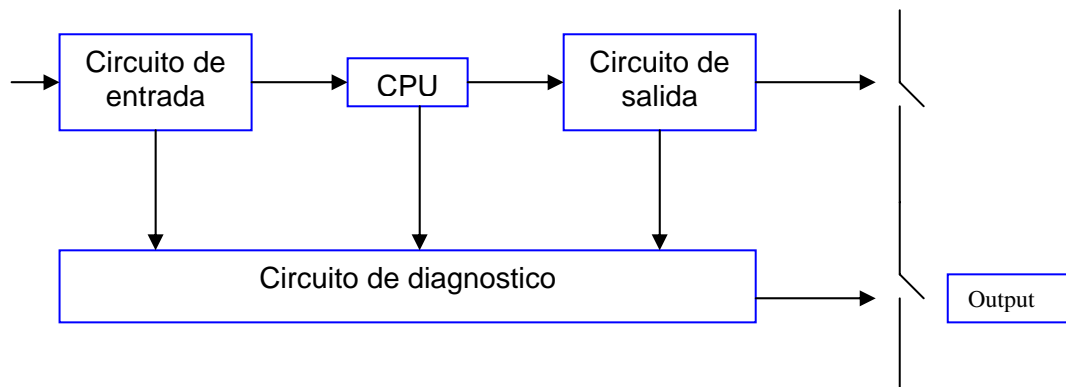 Circuito de
entrada
CPU
Circuito de
salida
Circuito de diagnostico
Output